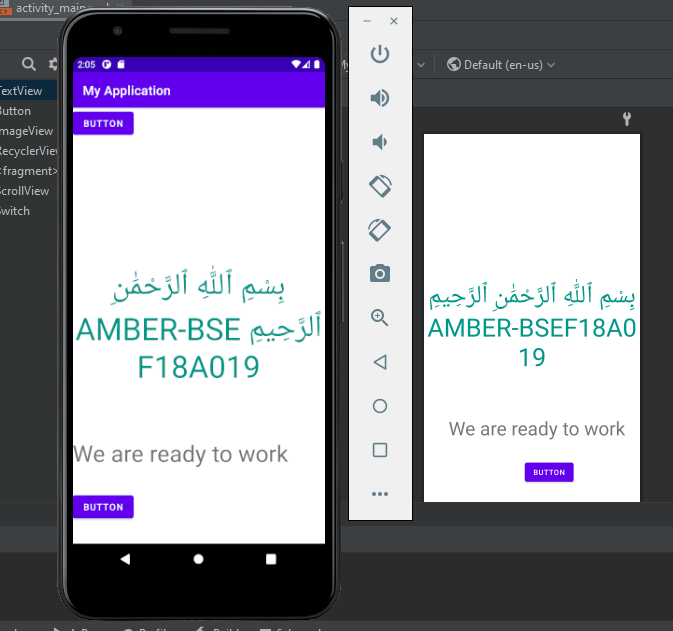 activity_main
Default (en-us)
TextView
Button
ImageView
RecyclerView
<fragment>
ScrollView
Switch
2:05
My Application
BUTTON
بِسْمِ ٱللَّهِ ٱلرَّحْمَٰنِ
ٱلرَّحِيمِ AMBER-BSE
F18A019
We are ready to work
BUTTON
بِسْمِ ٱللَّهِ ٱلرَّحْمَٰنِ ٱلرَّحِيمِ
AMBER-BSEF18A0
19
We are ready to work
BUTTON